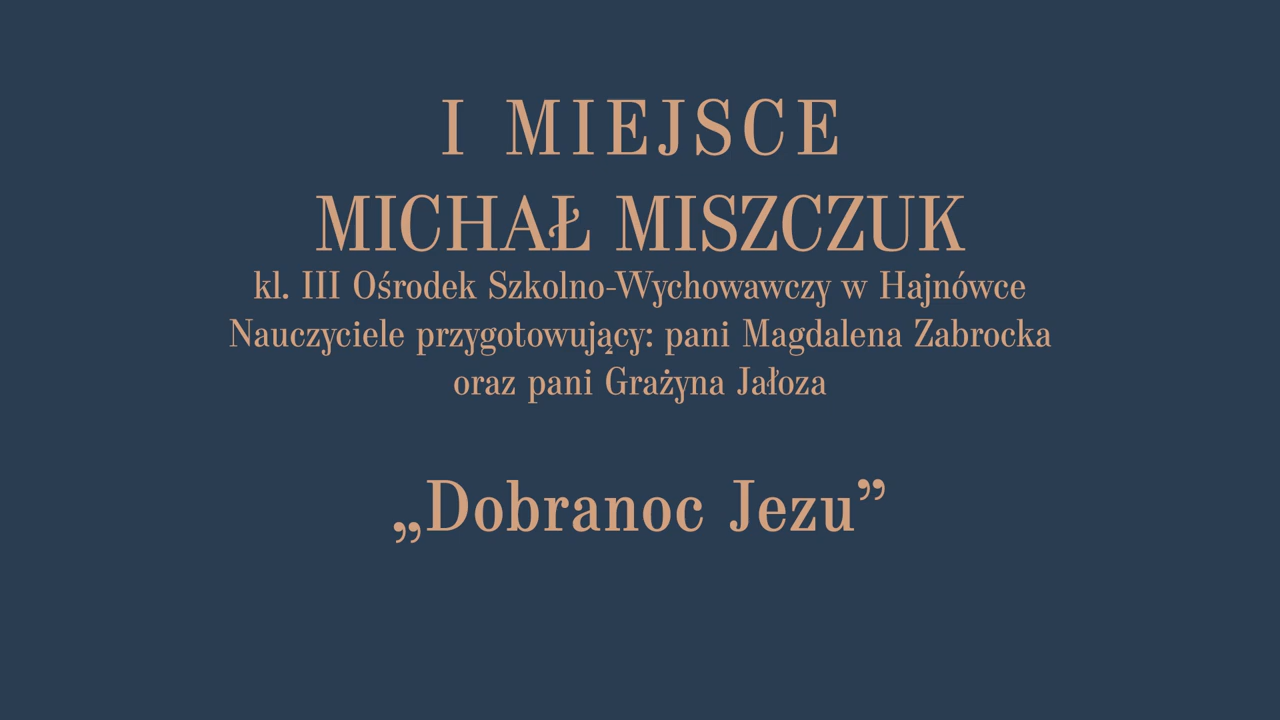 I MIEJSCE
MICHAŁ MISZCZUK
kl. III Ośrodek Szkolno-Wychowawczy w Hajnówce
Nauczyciele przygotowujący: pani Magdalena Zabrocka
oraz pani Grażyna Jałoza
„Dobranoc Jezu”